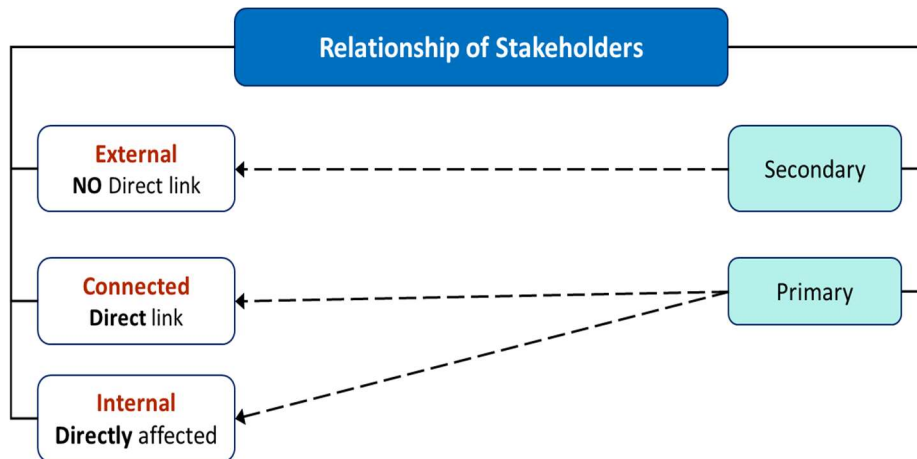 Relationship of Stakeholders
External
NO Direct link
Secondary
Connected
Direct link
Primary
Internal
Directly affected